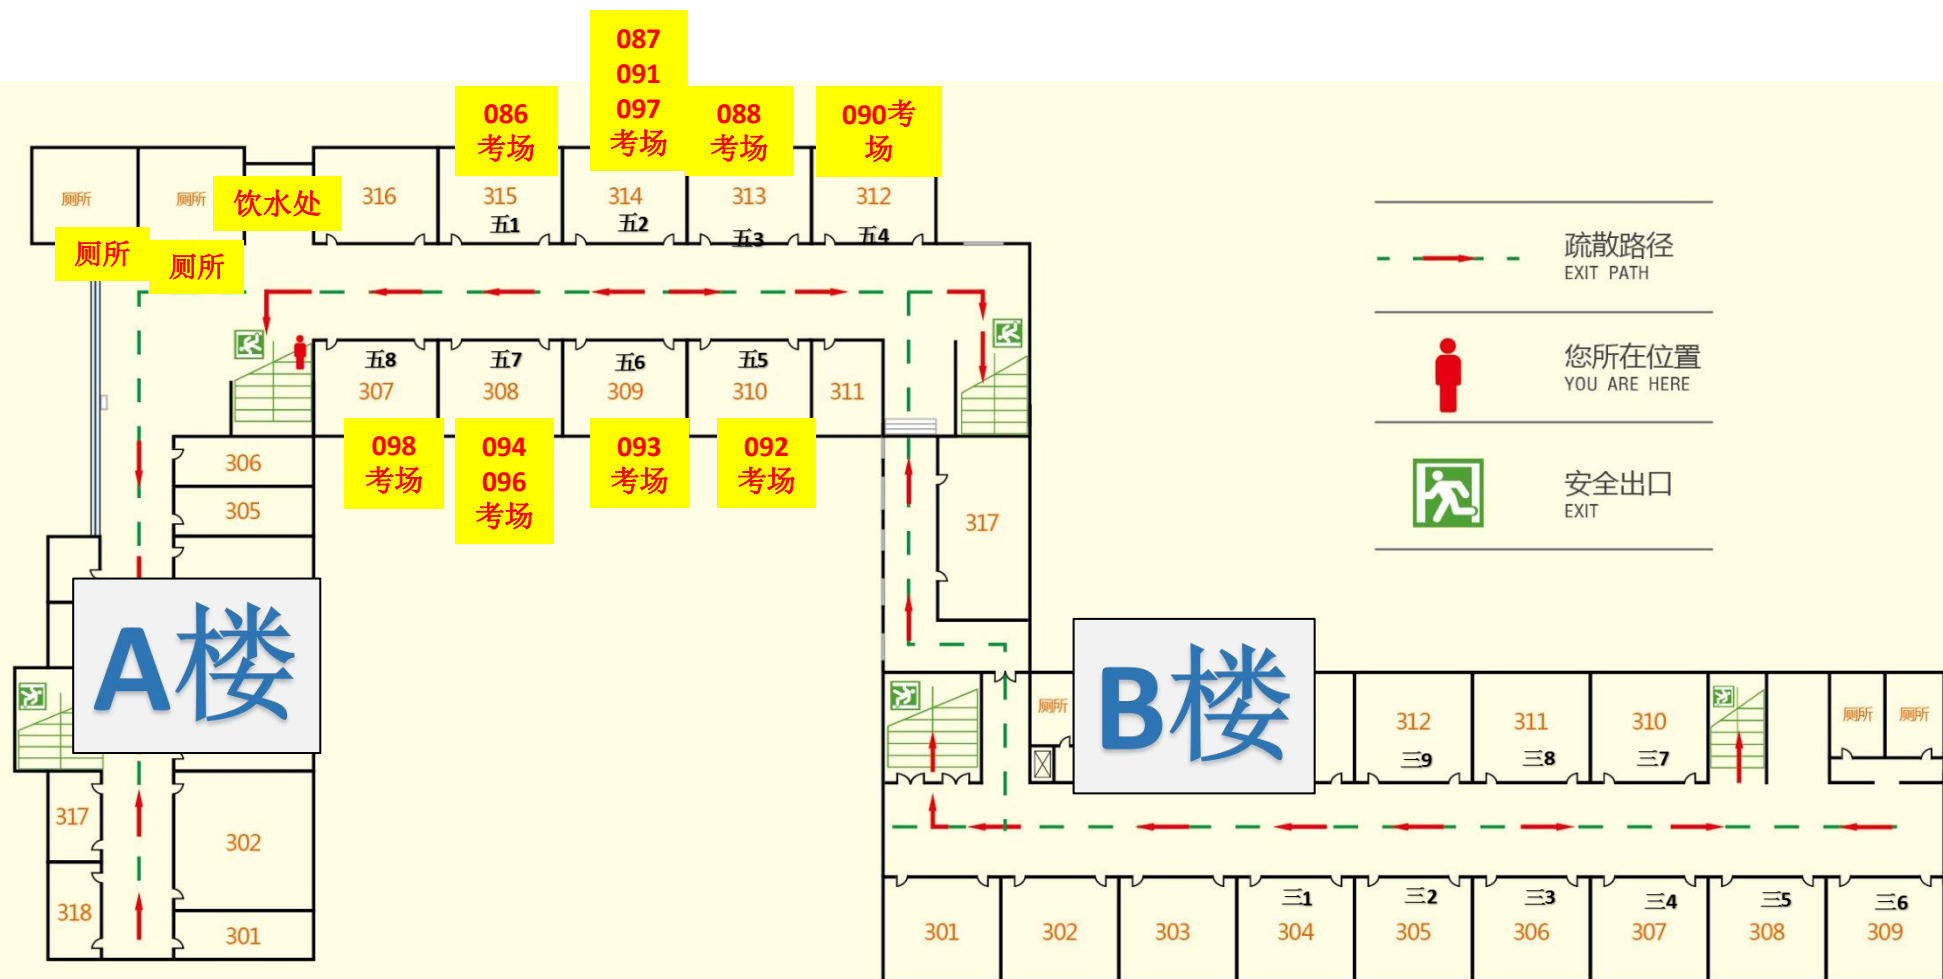 087
091
097
考场
086
考场
088
考场
090考
场
厕所
厕所
饮水处
316
315
五1
314
五2
313
五3
312
五4
厕所
厕所
五8
307
五7
308
五6
309
五5
310
311
098
考场
094
096
考场
093
考场
092
考场
306
305
317
疏散路径
EXIT PATH
您所在位置
YOU ARE HERE
安全出口
EXIT
A楼
B楼
317
302
318
301
厕所
312
三9
311
三8
310
三7
厕所
厕所
三1
三2
三3
三4
三5
三6
301
302
303
304
305
306
307
308
309